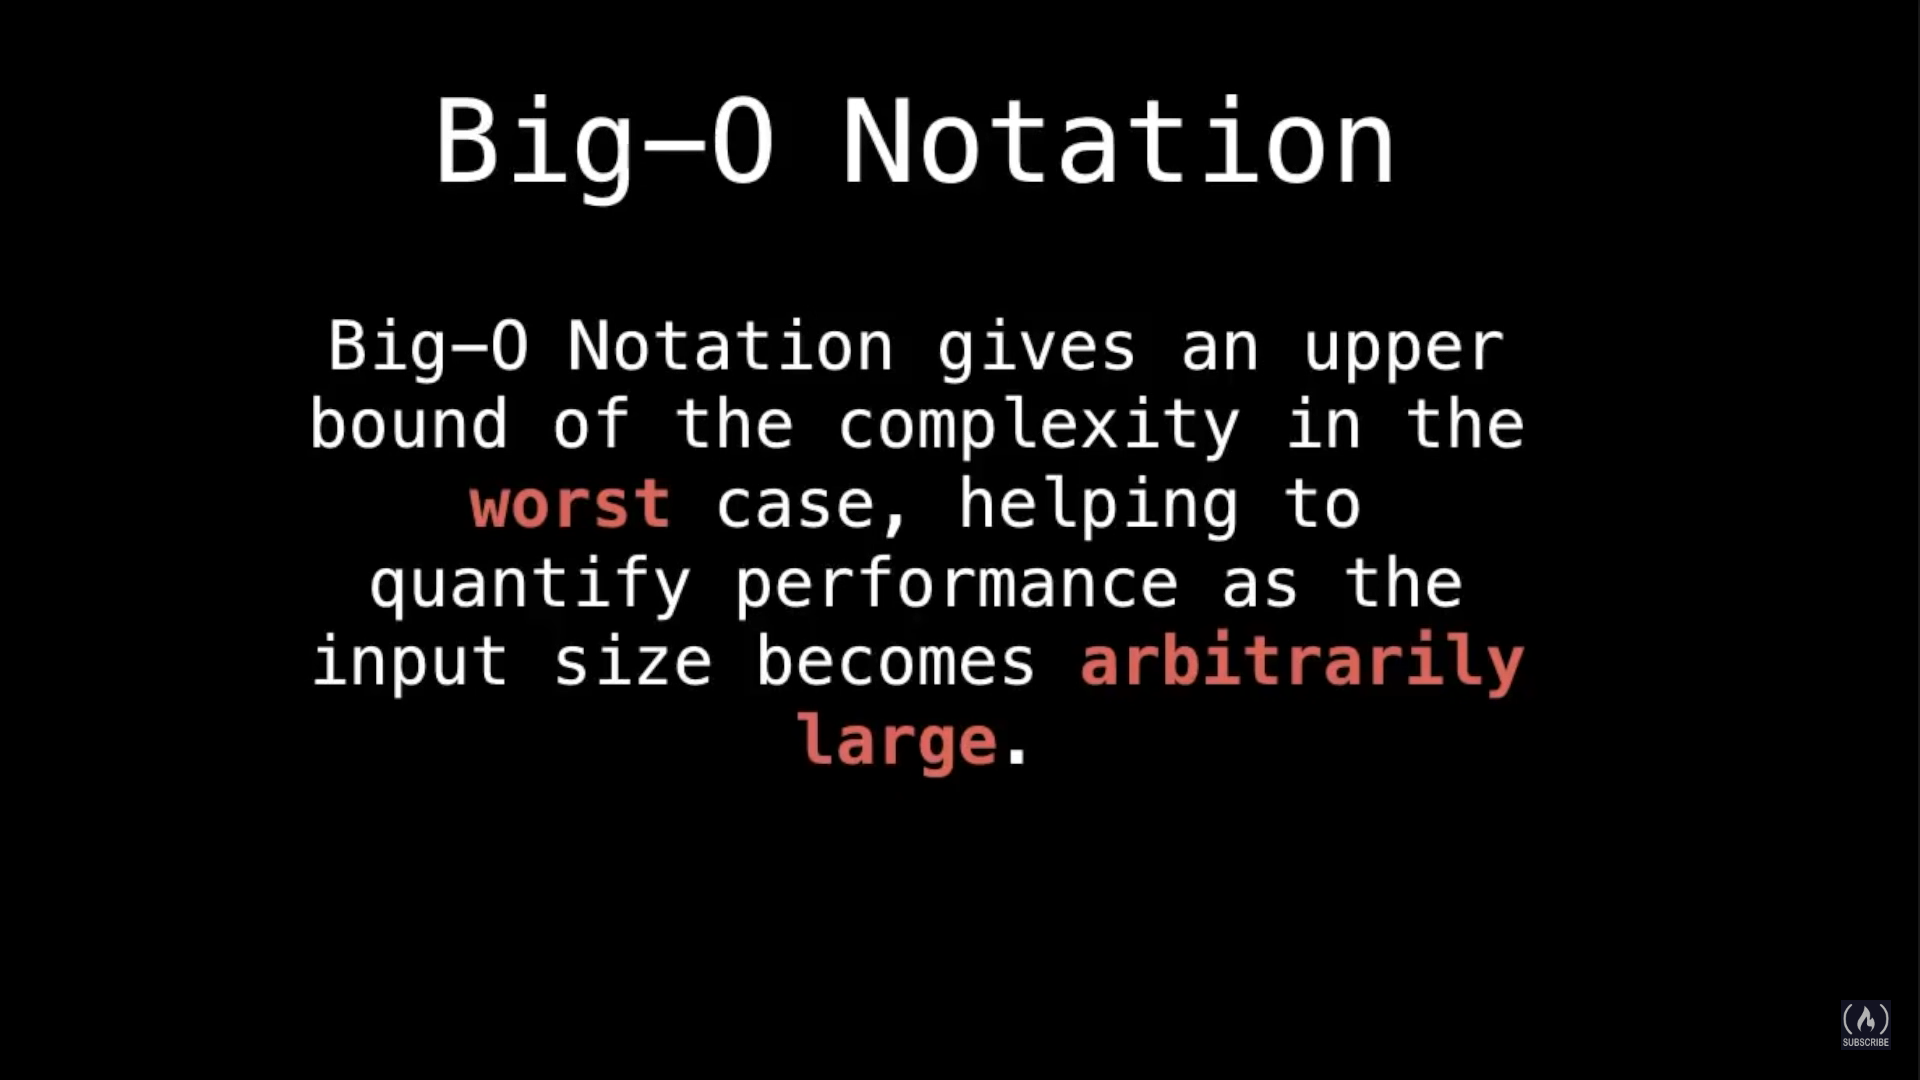 Big-O Notation
Big-O Notation gives an upper
bound of the complexity in the
worst case, helping to
quantify performance as the
input size becomes arbitrarily
large.
SUBSCRIBE